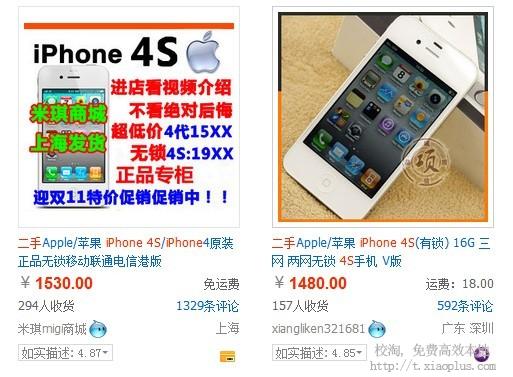 iPhone 4S
进店看视频介绍
不看绝对后悔
米琪商城
上海发货
超低价4代15XX
无锁4S:19XX
正品专柜
迎双11特价促销促销中!!
二手Apple/苹果 iPhone 4S/iPhone4原装
正品无锁移动联通电信港版
¥ 1530.00 免运费
294人收货 1329条评论
米琪migi商城 上海
如实描述: 4.87
项
二手Apple/苹果 iPhone 4S(有锁) 16G 三
网 两网无锁 4S手机 V版
¥ 1480.00 运费: 18.00
157人收货 592条评论
xiangliken321681 广东 深圳
如实描述: 4.85
校淘，免费高效本地
http://t.xiaoplus.com